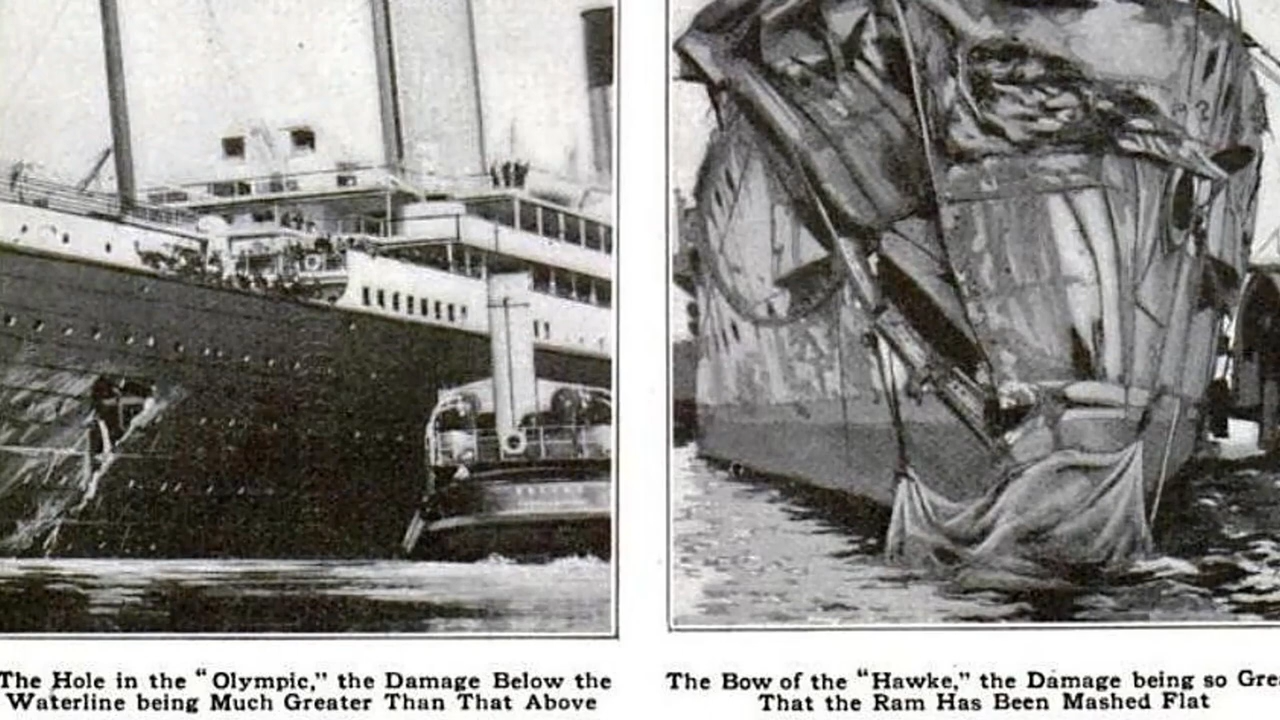 The Hole in the “Olympic,” the Damage Below the
Waterline being Much Greater Than That Above
The Bow of the “Hawke,” the Damage being so Grea
That the Ram Has Been Mashed Flat